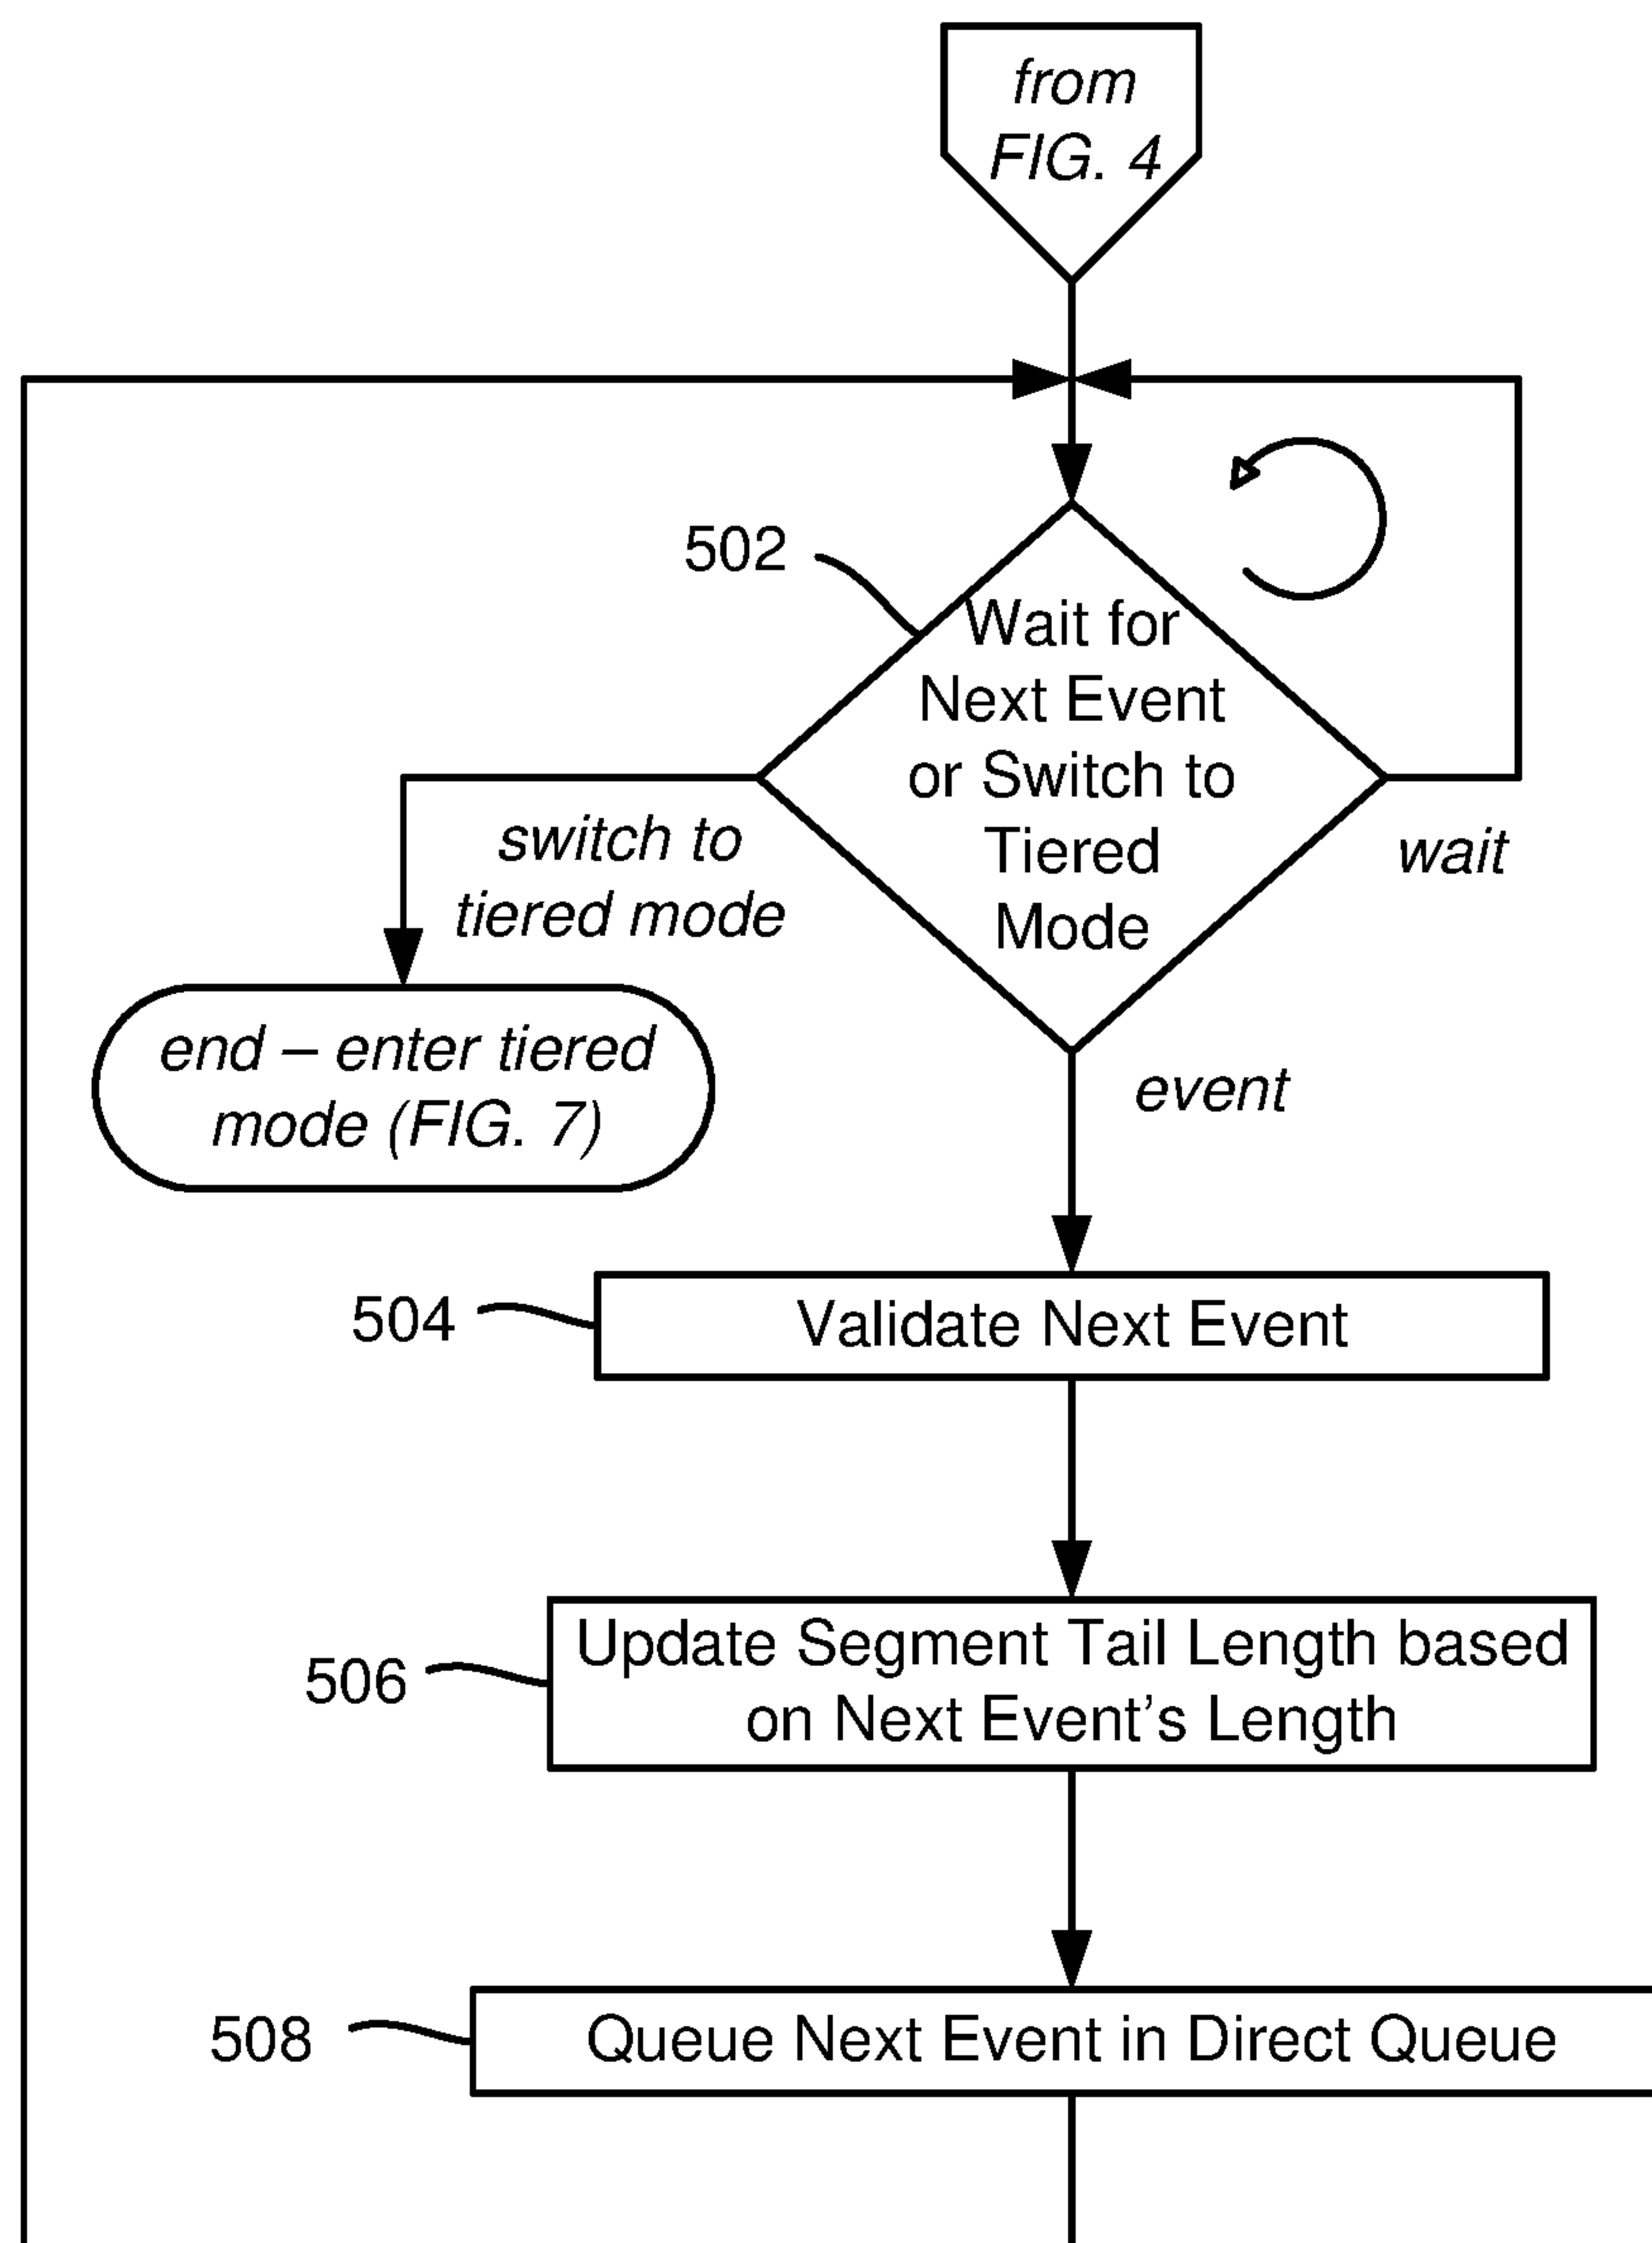 from
FIG. 4
502
Wait for
Next Event
or Switch to
Tiered
Mode
switch to
tiered mode
wait
end – enter tiered
mode (FIG. 7)
event
504
Validate Next Event
506
Update Segment Tail Length based
on Next Event’s Length
508
Queue Next Event in Direct Queue